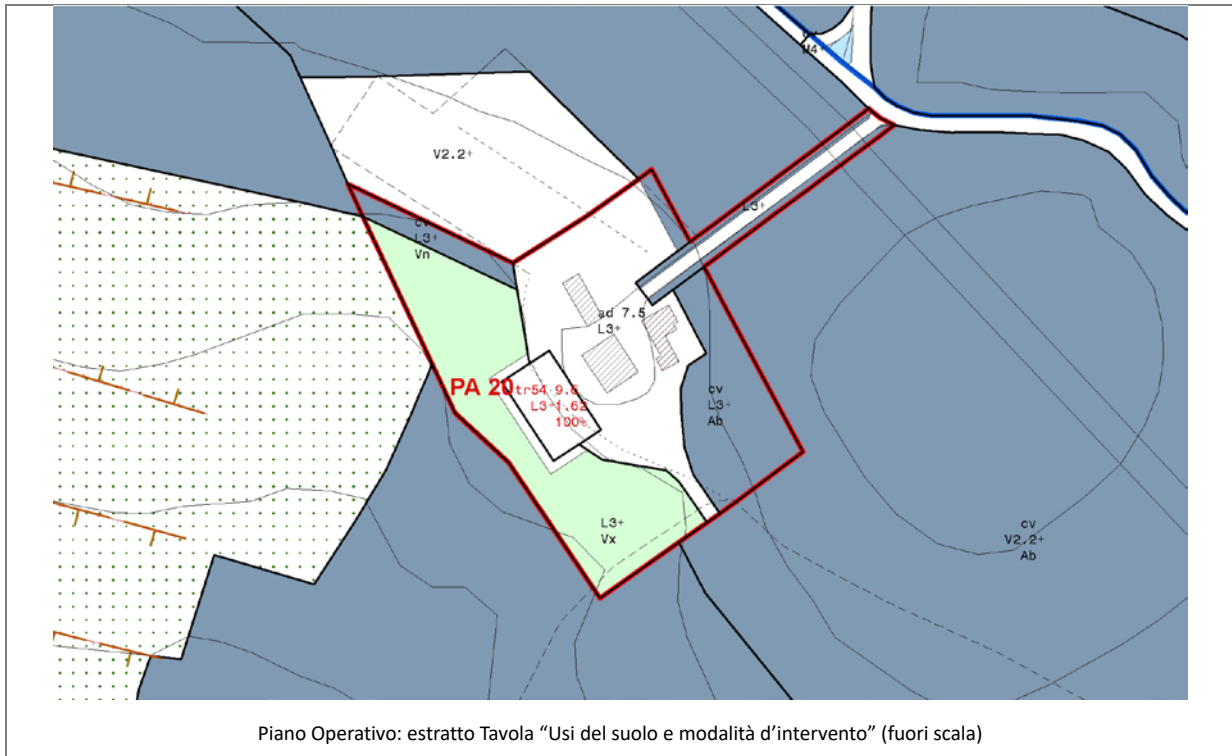 cv
M4+
V2.2+
L3+
cv
L3+
Vn
ad 7.5
L3+
PA 20
tr54 9.6
L3+1.62
100%
cv
L3+
Ab
L3+
Vx
cv
V2.2+
Ab
Piano Operativo: estratto Tavola “Usi del suolo e modalità d’intervento” (fuori scala)